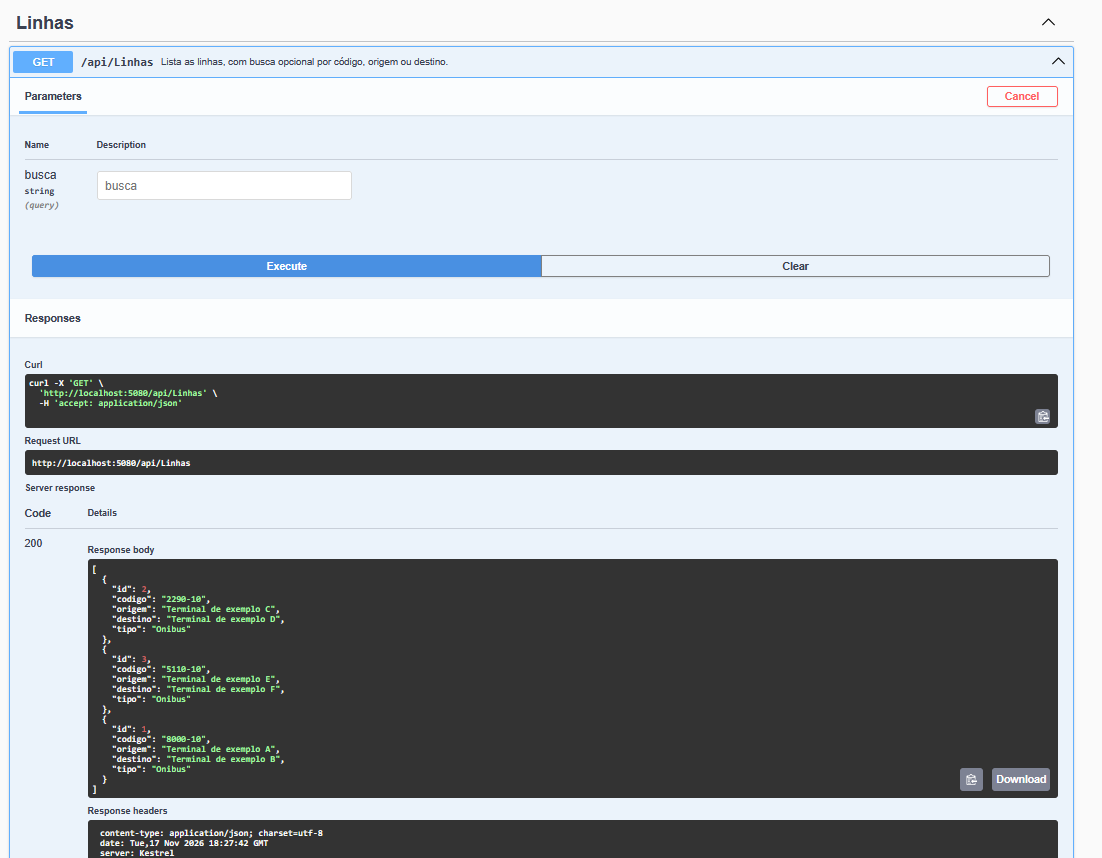 Linhas
GET /api/Linhas Lista as linhas, com busca opcional por código, origem ou destino.
Parameters
Cancel
Name Description
busca
string
(query)
busca
Execute
Clear
Responses
Curl
curl -X 'GET' \
'http://localhost:5080/api/Linhas' \
-H 'accept: application/json'
Request URL
http://localhost:5080/api/Linhas
Server response
Code Details
200
Response body
[
{
"id": 2,
"codigo": "2290-10",
"origem": "Terminal de exemplo C",
"destino": "Terminal de exemplo D",
"tipo": "Onibus"
},
{
"id": 3,
"codigo": "5110-10",
"origem": "Terminal de exemplo E",
"destino": "Terminal de exemplo F",
"tipo": "Onibus"
},
{
"id": 1,
"codigo": "8000-10",
"origem": "Terminal de exemplo A",
"destino": "Terminal de exemplo B",
"tipo": "Onibus"
}
]
Download
Response headers
content-type: application/json; charset=utf-8
date: Tue,17 Nov 2026 18:27:42 GMT
server: Kestrel